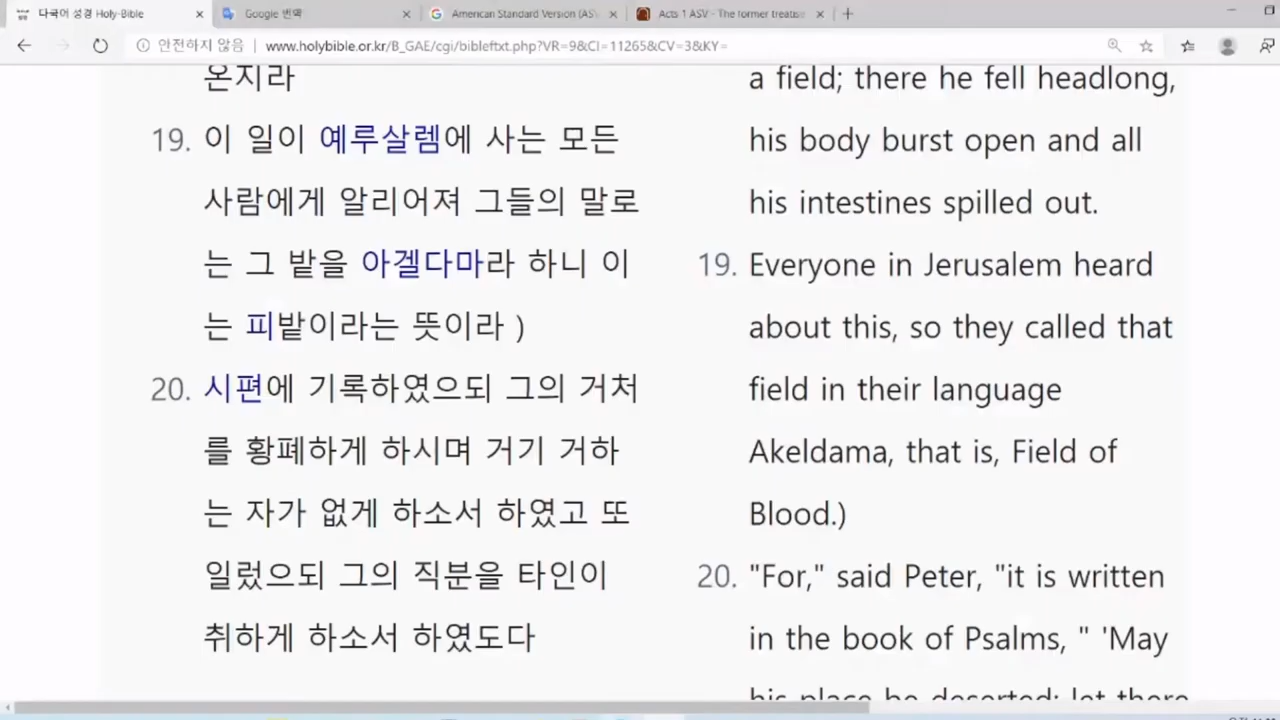 다국어 성경 Holy-Bible
Google 번역
American Standard Version (AS
Acts 1 ASV - The former treatise
안전하지 않음 | www.holybible.or.kr/B_GAE/cgi/bibleftxt.php?VR=9&CI=11265&CV=3&KY=
온지라
19. 이 일이 예루살렘에 사는 모든
사람에게 알리어져 그들의 말로
는 그 밭을 아겔다마라 하니 이
는 피밭이라는 뜻이라 )
20. 시편에 기록하였으되 그의 거처
를 황폐하게 하시며 거기 거하
는 자가 없게 하소서 하였고 또
일렀으되 그의 직분을 타인이
취하게 하소서 하였도다
a field; there he fell headlong,
his body burst open and all
his intestines spilled out.
19. Everyone in Jerusalem heard
about this, so they called that
field in their language
Akeldama, that is, Field of
Blood.)
20. "For," said Peter, "it is written
in the book of Psalms, " 'May
his place be deserted; let there